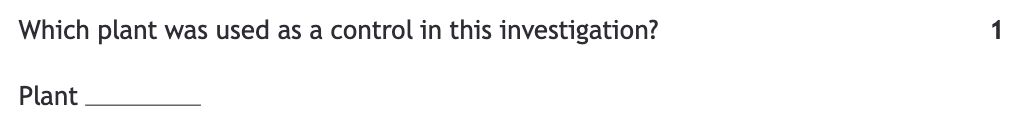 Which plant was used as a control in this investigation? 1
Plant